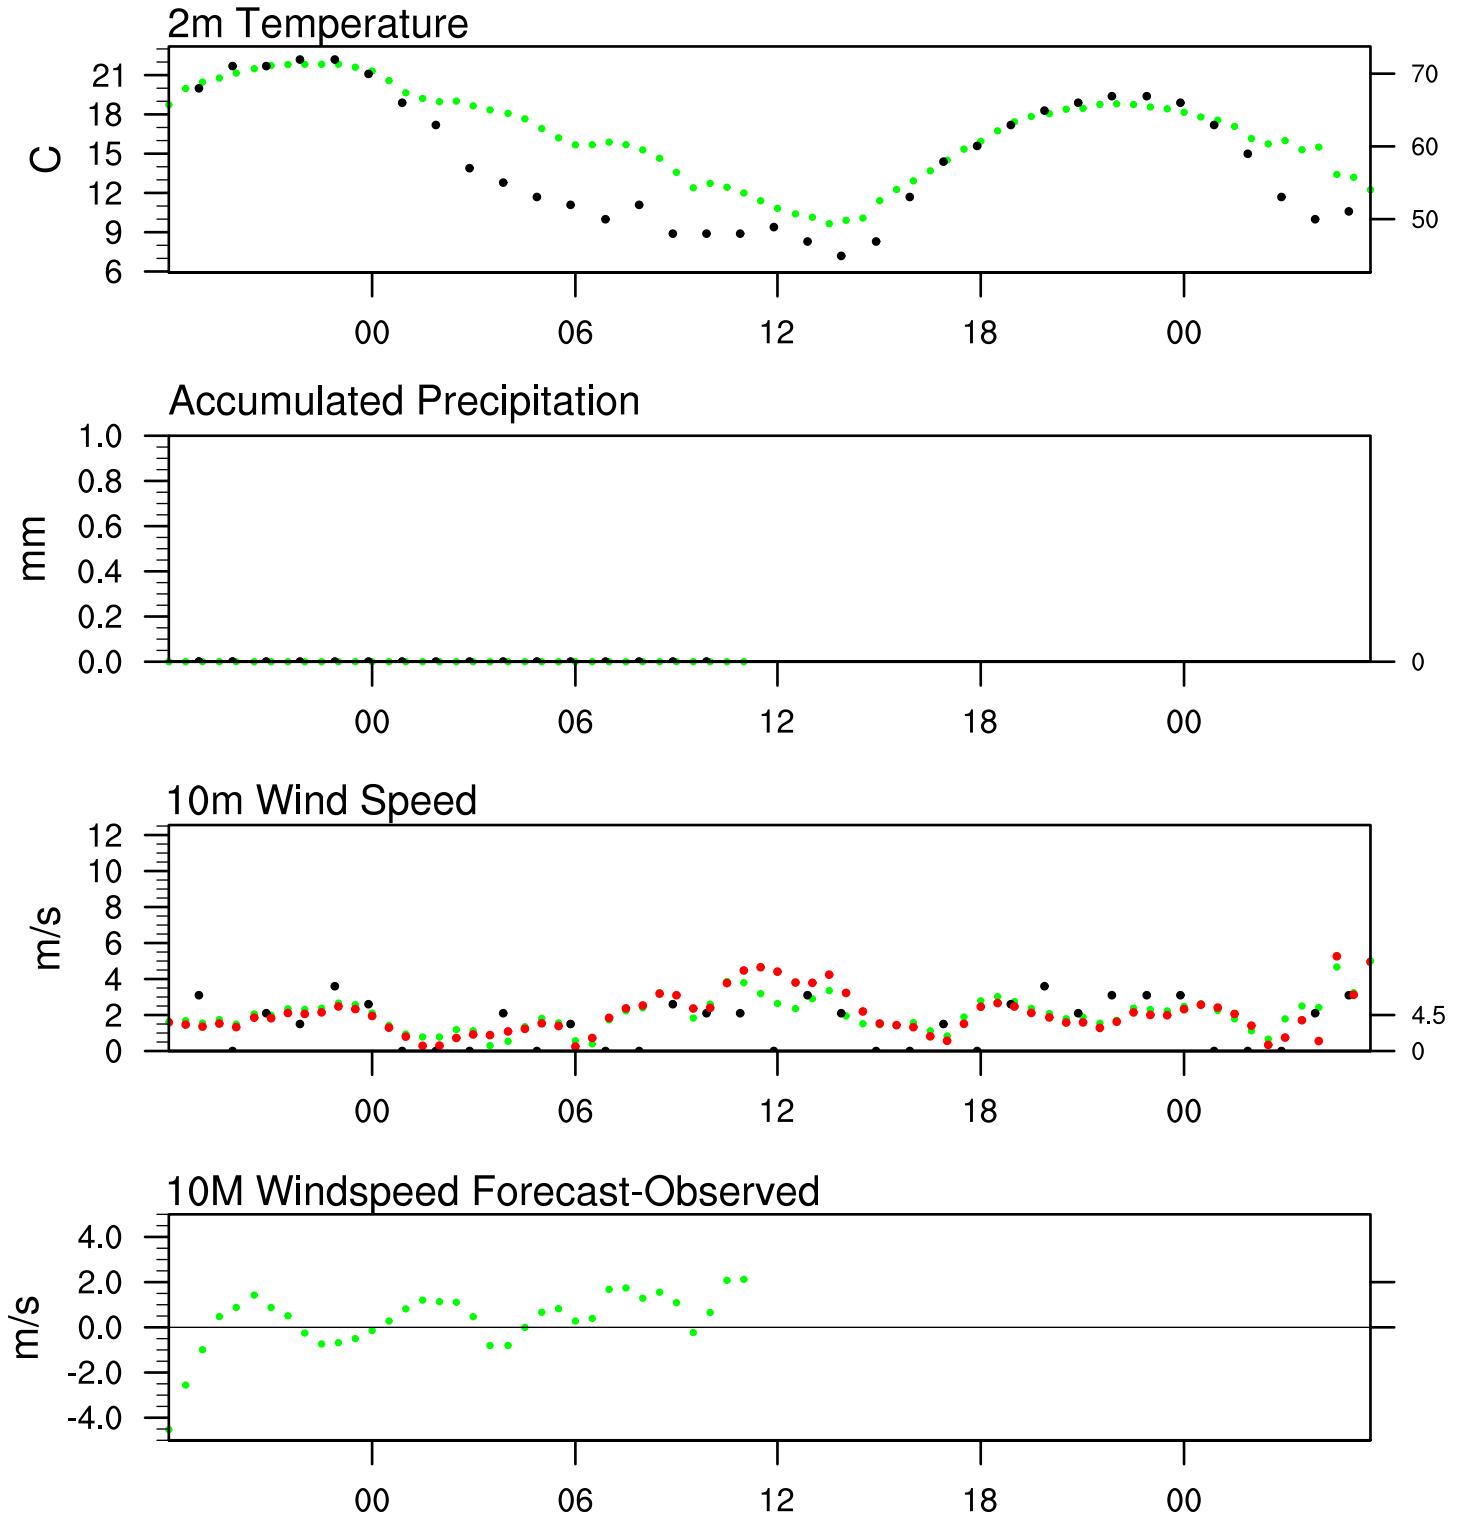 2m Temperature
21
18
15
12
9
6
C
70
60
50
00 06 12 18 00
Accumulated Precipitation
1.0
0.8
0.6
0.4
0.2
0.0
mm
0
00 06 12 18 00
10m Wind Speed
12
10
8
6
4
2
0
m/s
4.5
0
00 06 12 18 00
10M Windspeed Forecast-Observed
4.0
2.0
0.0
-2.0
-4.0
m/s
00 06 12 18 00